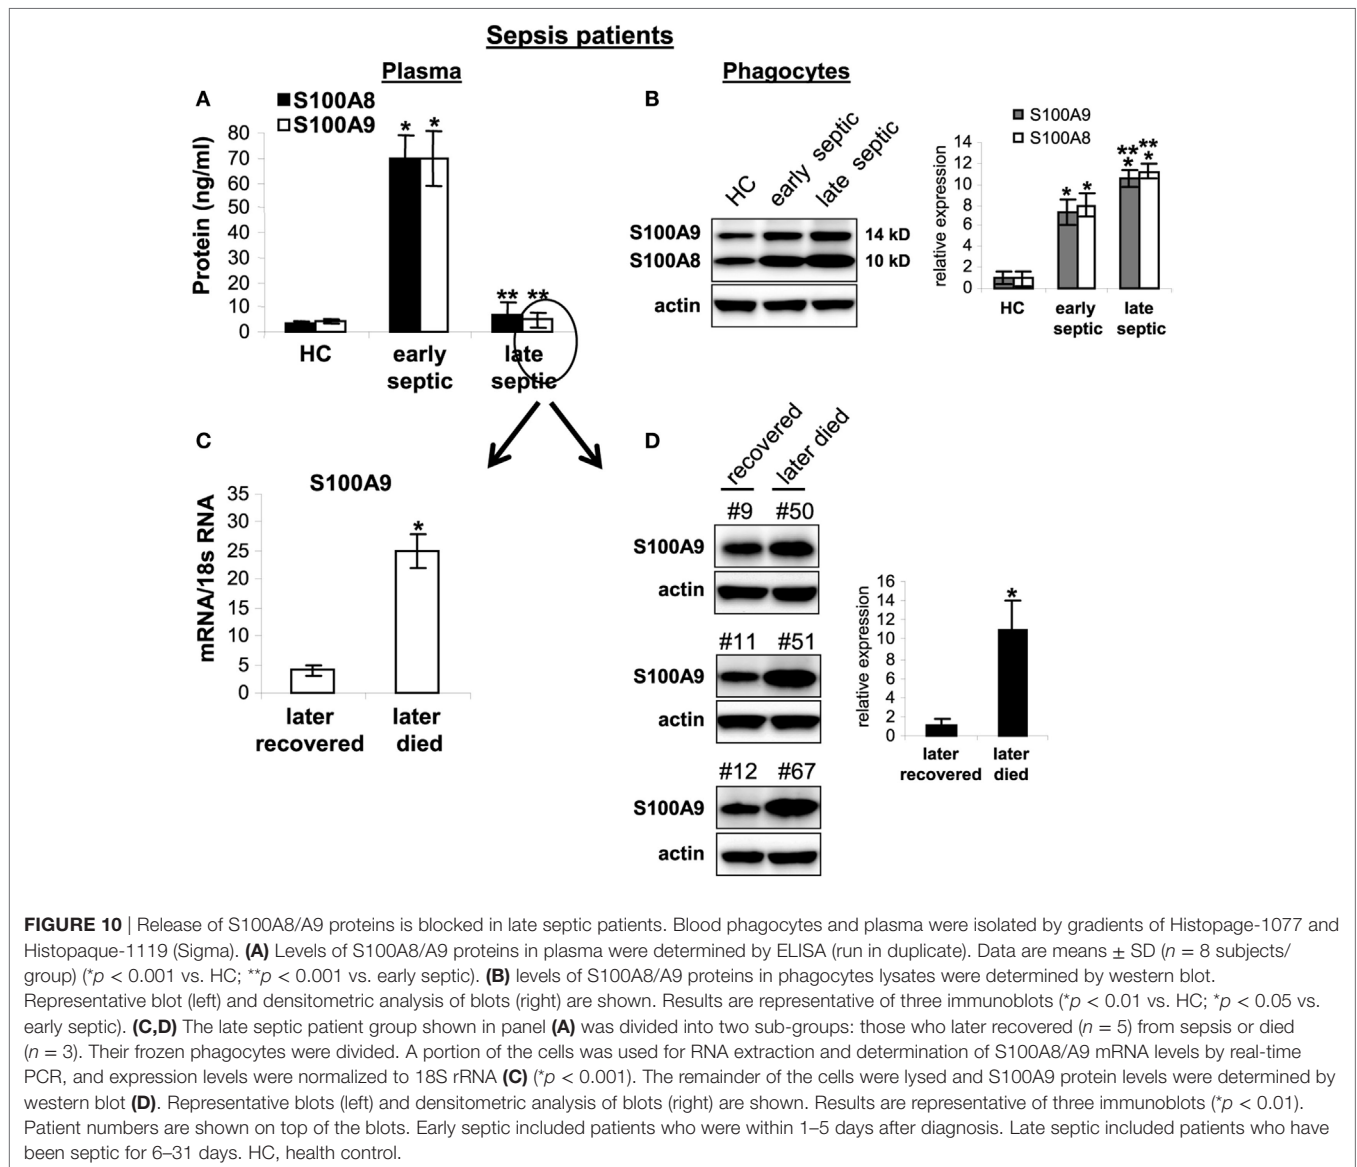 Sepsis patients
Plasma
Phagocytes
A
S100A8
S100A9
Protein (ng/ml)
80
70
60
50
40
30
20
10
0
*
*
**
**
HC
early septic
late septic
B
HC
early septic
late septic
S100A9
14 kD
S100A8
10 kD
actin
S100A9
S100A8
relative expression
14
12
10
8
6
4
2
0
*
*
**
*
**
*
HC
early septic
late septic
C
S100A9
mRNA/18s RNA
35
30
25
20
15
10
5
0
*
later recovered
later died
D
recovered
later died
#9 #50
S100A9
actin
#11 #51
S100A9
actin
#12 #67
S100A9
actin
relative expression
16
14
12
10
8
6
4
2
0
*
later recovered
later died
FIGURE 10 | Release of S100A8/A9 proteins is blocked in late septic patients. Blood phagocytes and plasma were isolated by gradients of Histopage-1077 and
Histopaque-1119 (Sigma). (A) Levels of S100A8/A9 proteins in plasma were determined by ELISA (run in duplicate). Data are means ± SD (n = 8 subjects/
group) (*p < 0.001 vs. HC; **p < 0.001 vs. early septic). (B) levels of S100A8/A9 proteins in phagocytes lysates were determined by western blot.
Representative blot (left) and densitometric analysis of blots (right) are shown. Results are representative of three immunoblots (*p < 0.01 vs. HC; *p < 0.05 vs.
early septic). (C,D) The late septic patient group shown in panel (A) was divided into two sub-groups: those who later recovered (n = 5) from sepsis or died
(n = 3). Their frozen phagocytes were divided. A portion of the cells was used for RNA extraction and determination of S100A8/A9 mRNA levels by real-time
PCR, and expression levels were normalized to 18S rRNA (C) (*p < 0.001). The remainder of the cells were lysed and S100A9 protein levels were determined by
western blot (D). Representative blots (left) and densitometric analysis of blots (right) are shown. Results are representative of three immunoblots (*p < 0.01).
Patient numbers are shown on top of the blots. Early septic included patients who were within 1–5 days after diagnosis. Late septic included patients who have
been septic for 6–31 days. HC, health control.